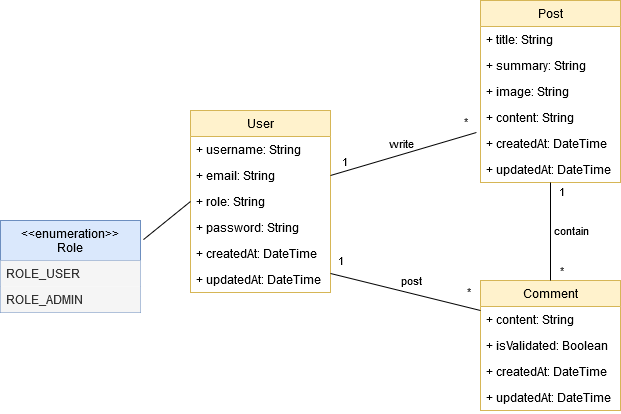 Post
+ title: String
+ summary: String
+ image: String
+ content: String
+ createdAt: DateTime
+ updatedAt: DateTime
User
+ username: String
+ email: String
+ role: String
+ password: String
+ createdAt: DateTime
+ updatedAt: DateTime
<<enumeration>>
Role
ROLE_USER
ROLE_ADMIN
1
write
*
1
contain
*
1
post
*
Comment
+ content: String
+ isValidated: Boolean
+ createdAt: DateTime
+ updatedAt: DateTime